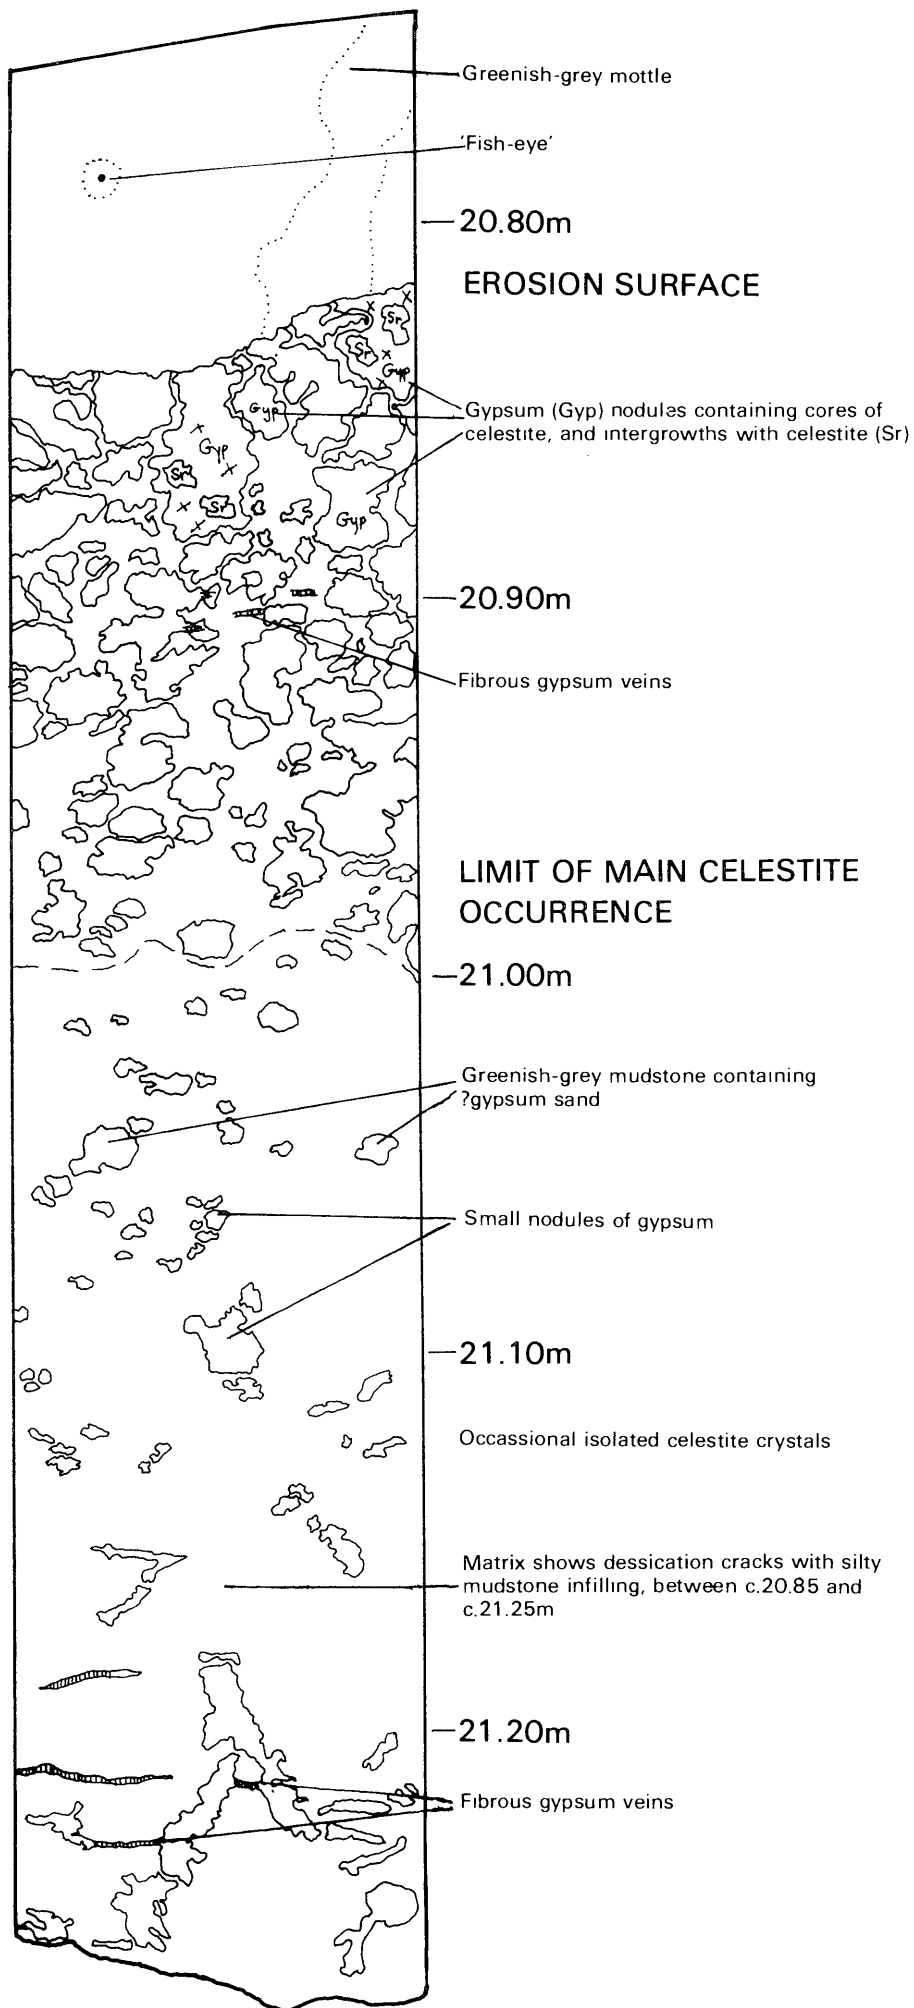 Greenish-grey mottle
'Fish-eye'
20.80m
EROSION SURFACE
Sr
Sr
Gyp
Gyp
Gypsum (Gyp) nodules containing cores of
celestite, and intergrowths with celestite (Sr)
Gyp
Sr
Sr
Gyp
20.90m
Fibrous gypsum veins
LIMIT OF MAIN CELESTITE
OCCURRENCE
21.00m
Greenish-grey mudstone containing
?gypsum sand
Small nodules of gypsum
21.10m
Occassional isolated celestite crystals
Matrix shows dessication cracks with silty
mudstone infilling, between c.20.85 and
c.21.25m
21.20m
Fibrous gypsum veins